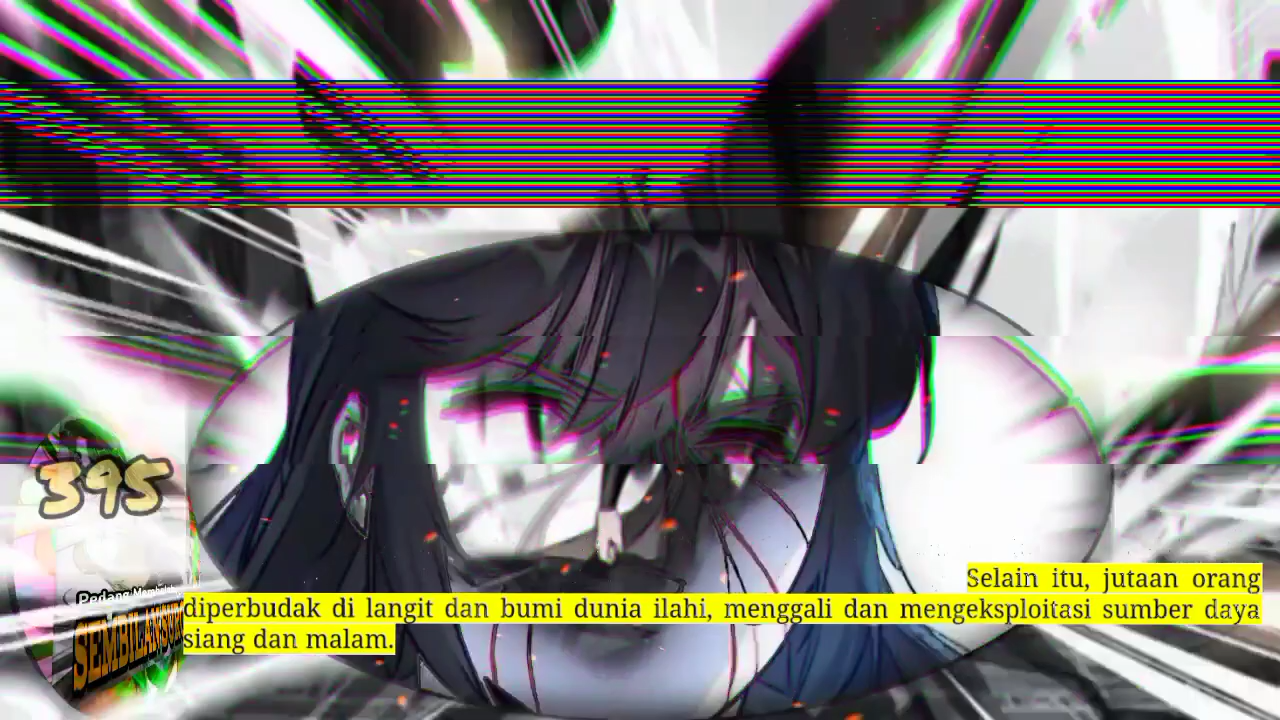 395
Pedang
Selain itu, jutaan orang
diperbudak di langit dan bumi dunia ilahi, menggali dan mengeksploitasi sumber daya
siang dan malam.